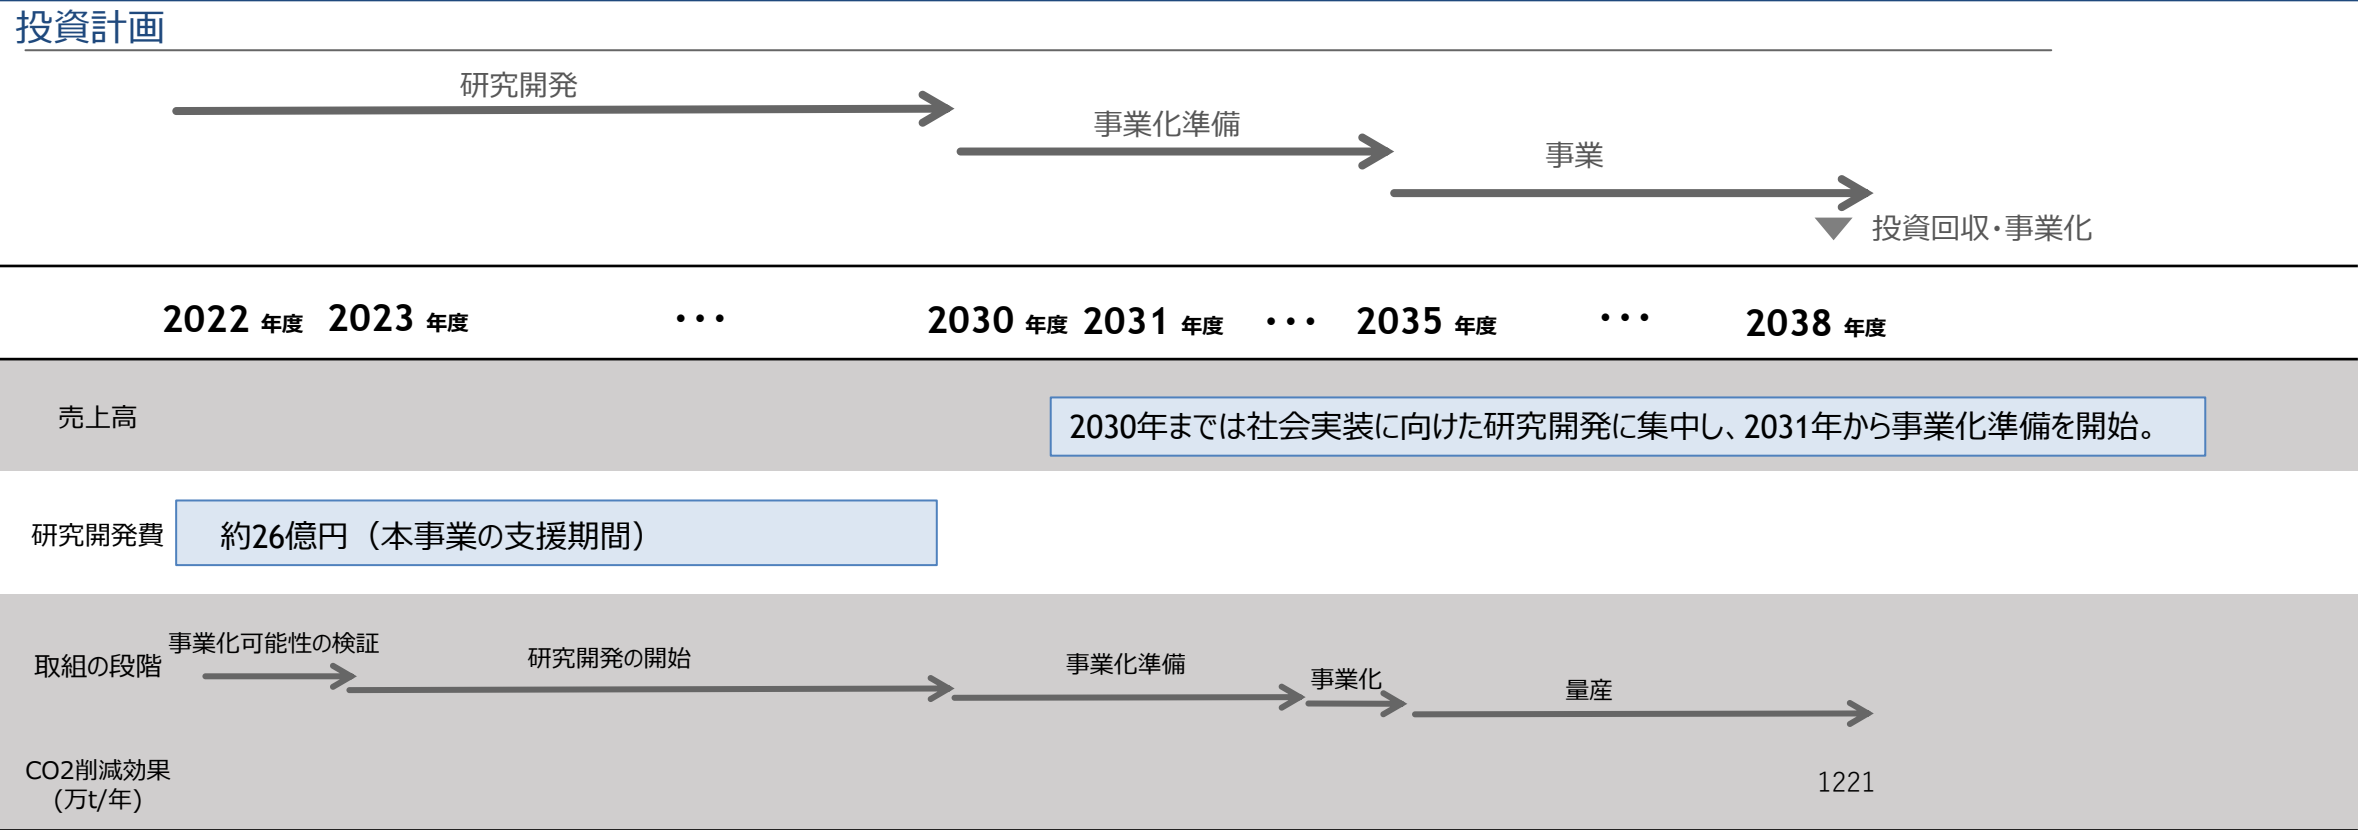 投資計画
研究開発
事業化準備
事業
投資回収・事業化
2022 年度 2023 年度 ・・・ 2030 年度 2031 年度 ・・・ 2035 年度 ・・・ 2038 年度
売上高
2030年までは社会実装に向けた研究開発に集中し、2031年から事業化準備を開始。
研究開発費
約26億円（本事業の支援期間）
取組の段階
事業化可能性の検証
研究開発の開始
事業化準備
事業化
量産
CO2削減効果
(万t/年)
1221